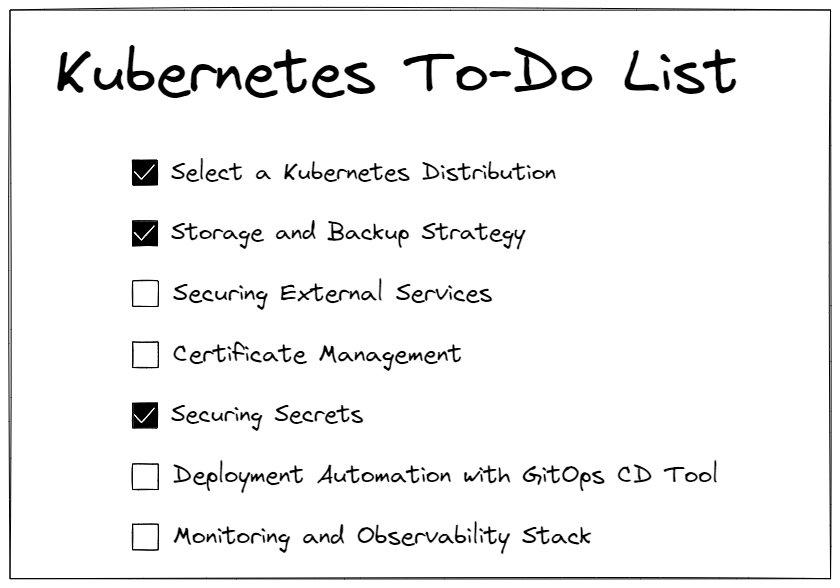 Kubernetes To-Do List
Select a Kubernetes Distribution
Storage and Backup Strategy
Securing External Services
Certificate Management
Securing Secrets
Deployment Automation with GitOps CD Tool
Monitoring and Observability Stack